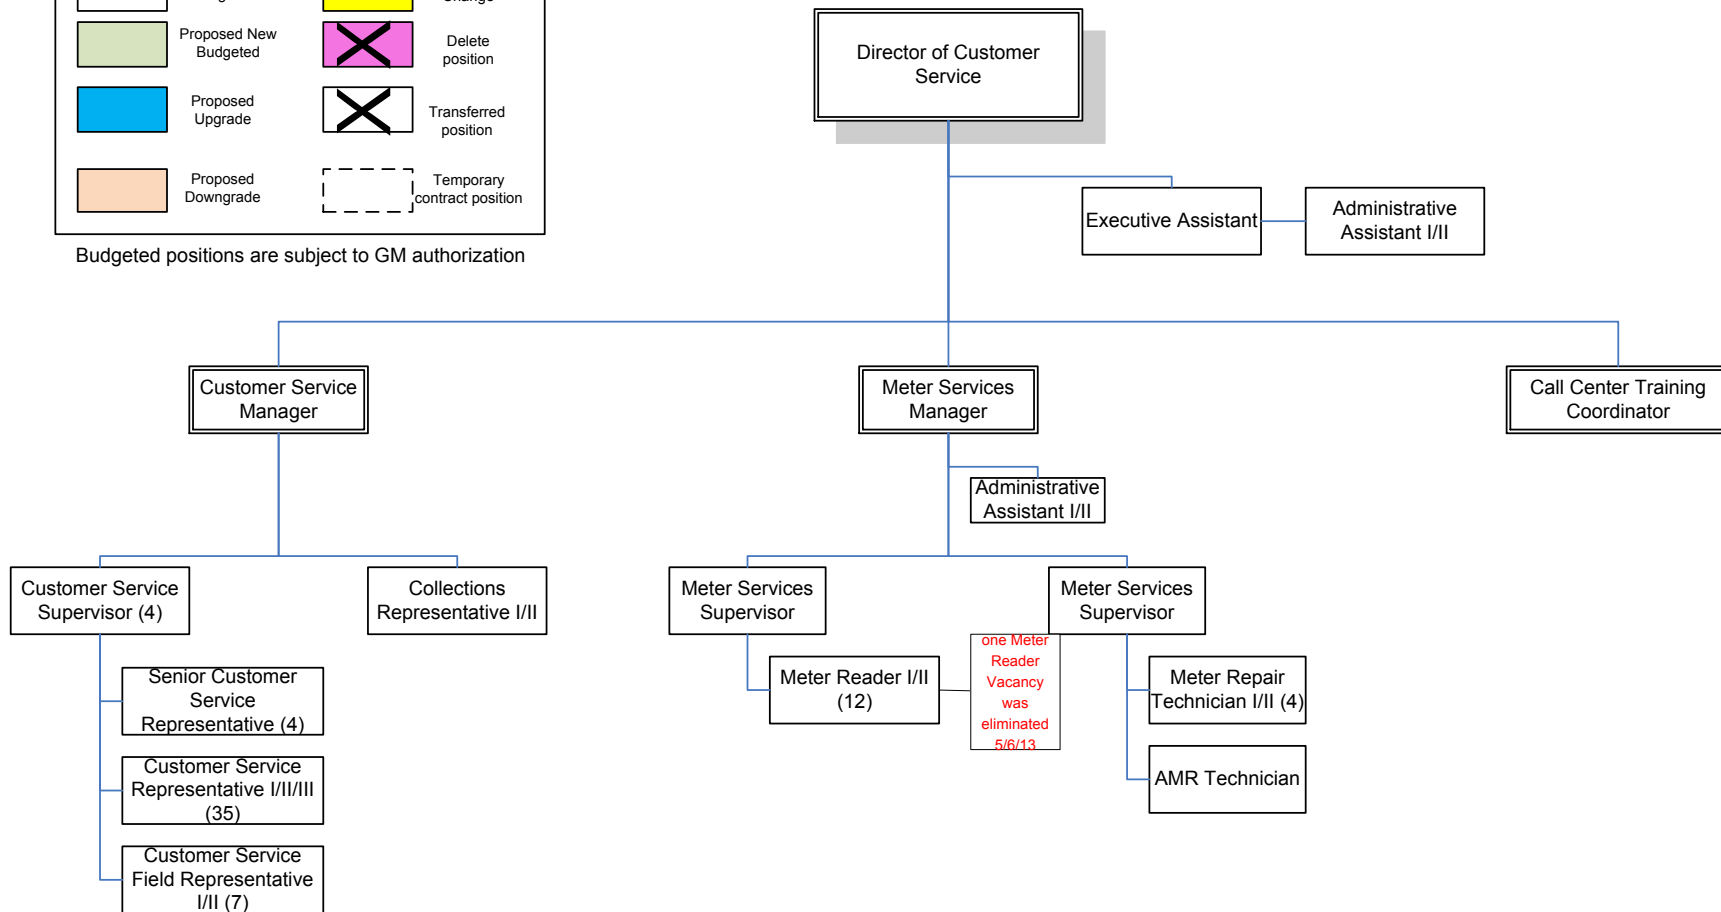 Change
Proposed New
Budgeted
Delete
position
Proposed
Upgrade
Transferred
position
Proposed
Downgrade
Temporary
contract position
Budgeted positions are subject to GM authorization
Director of Customer
Service
Executive Assistant
Administrative
Assistant I/II
Customer Service
Manager
Meter Services
Manager
Call Center Training
Coordinator
Administrative
Assistant I/II
Customer Service
Supervisor (4)
Collections
Representative I/II
Meter Services
Supervisor
Meter Services
Supervisor
Senior Customer
Service
Representative (4)
Customer Service
Representative I/II/III
(35)
Customer Service
Field Representative
I/II (7)
Meter Reader I/II
(12)
one Meter
Reader
Vacancy
was
eliminated
5/6/13
Meter Repair
Technician I/II (4)
AMR Technician